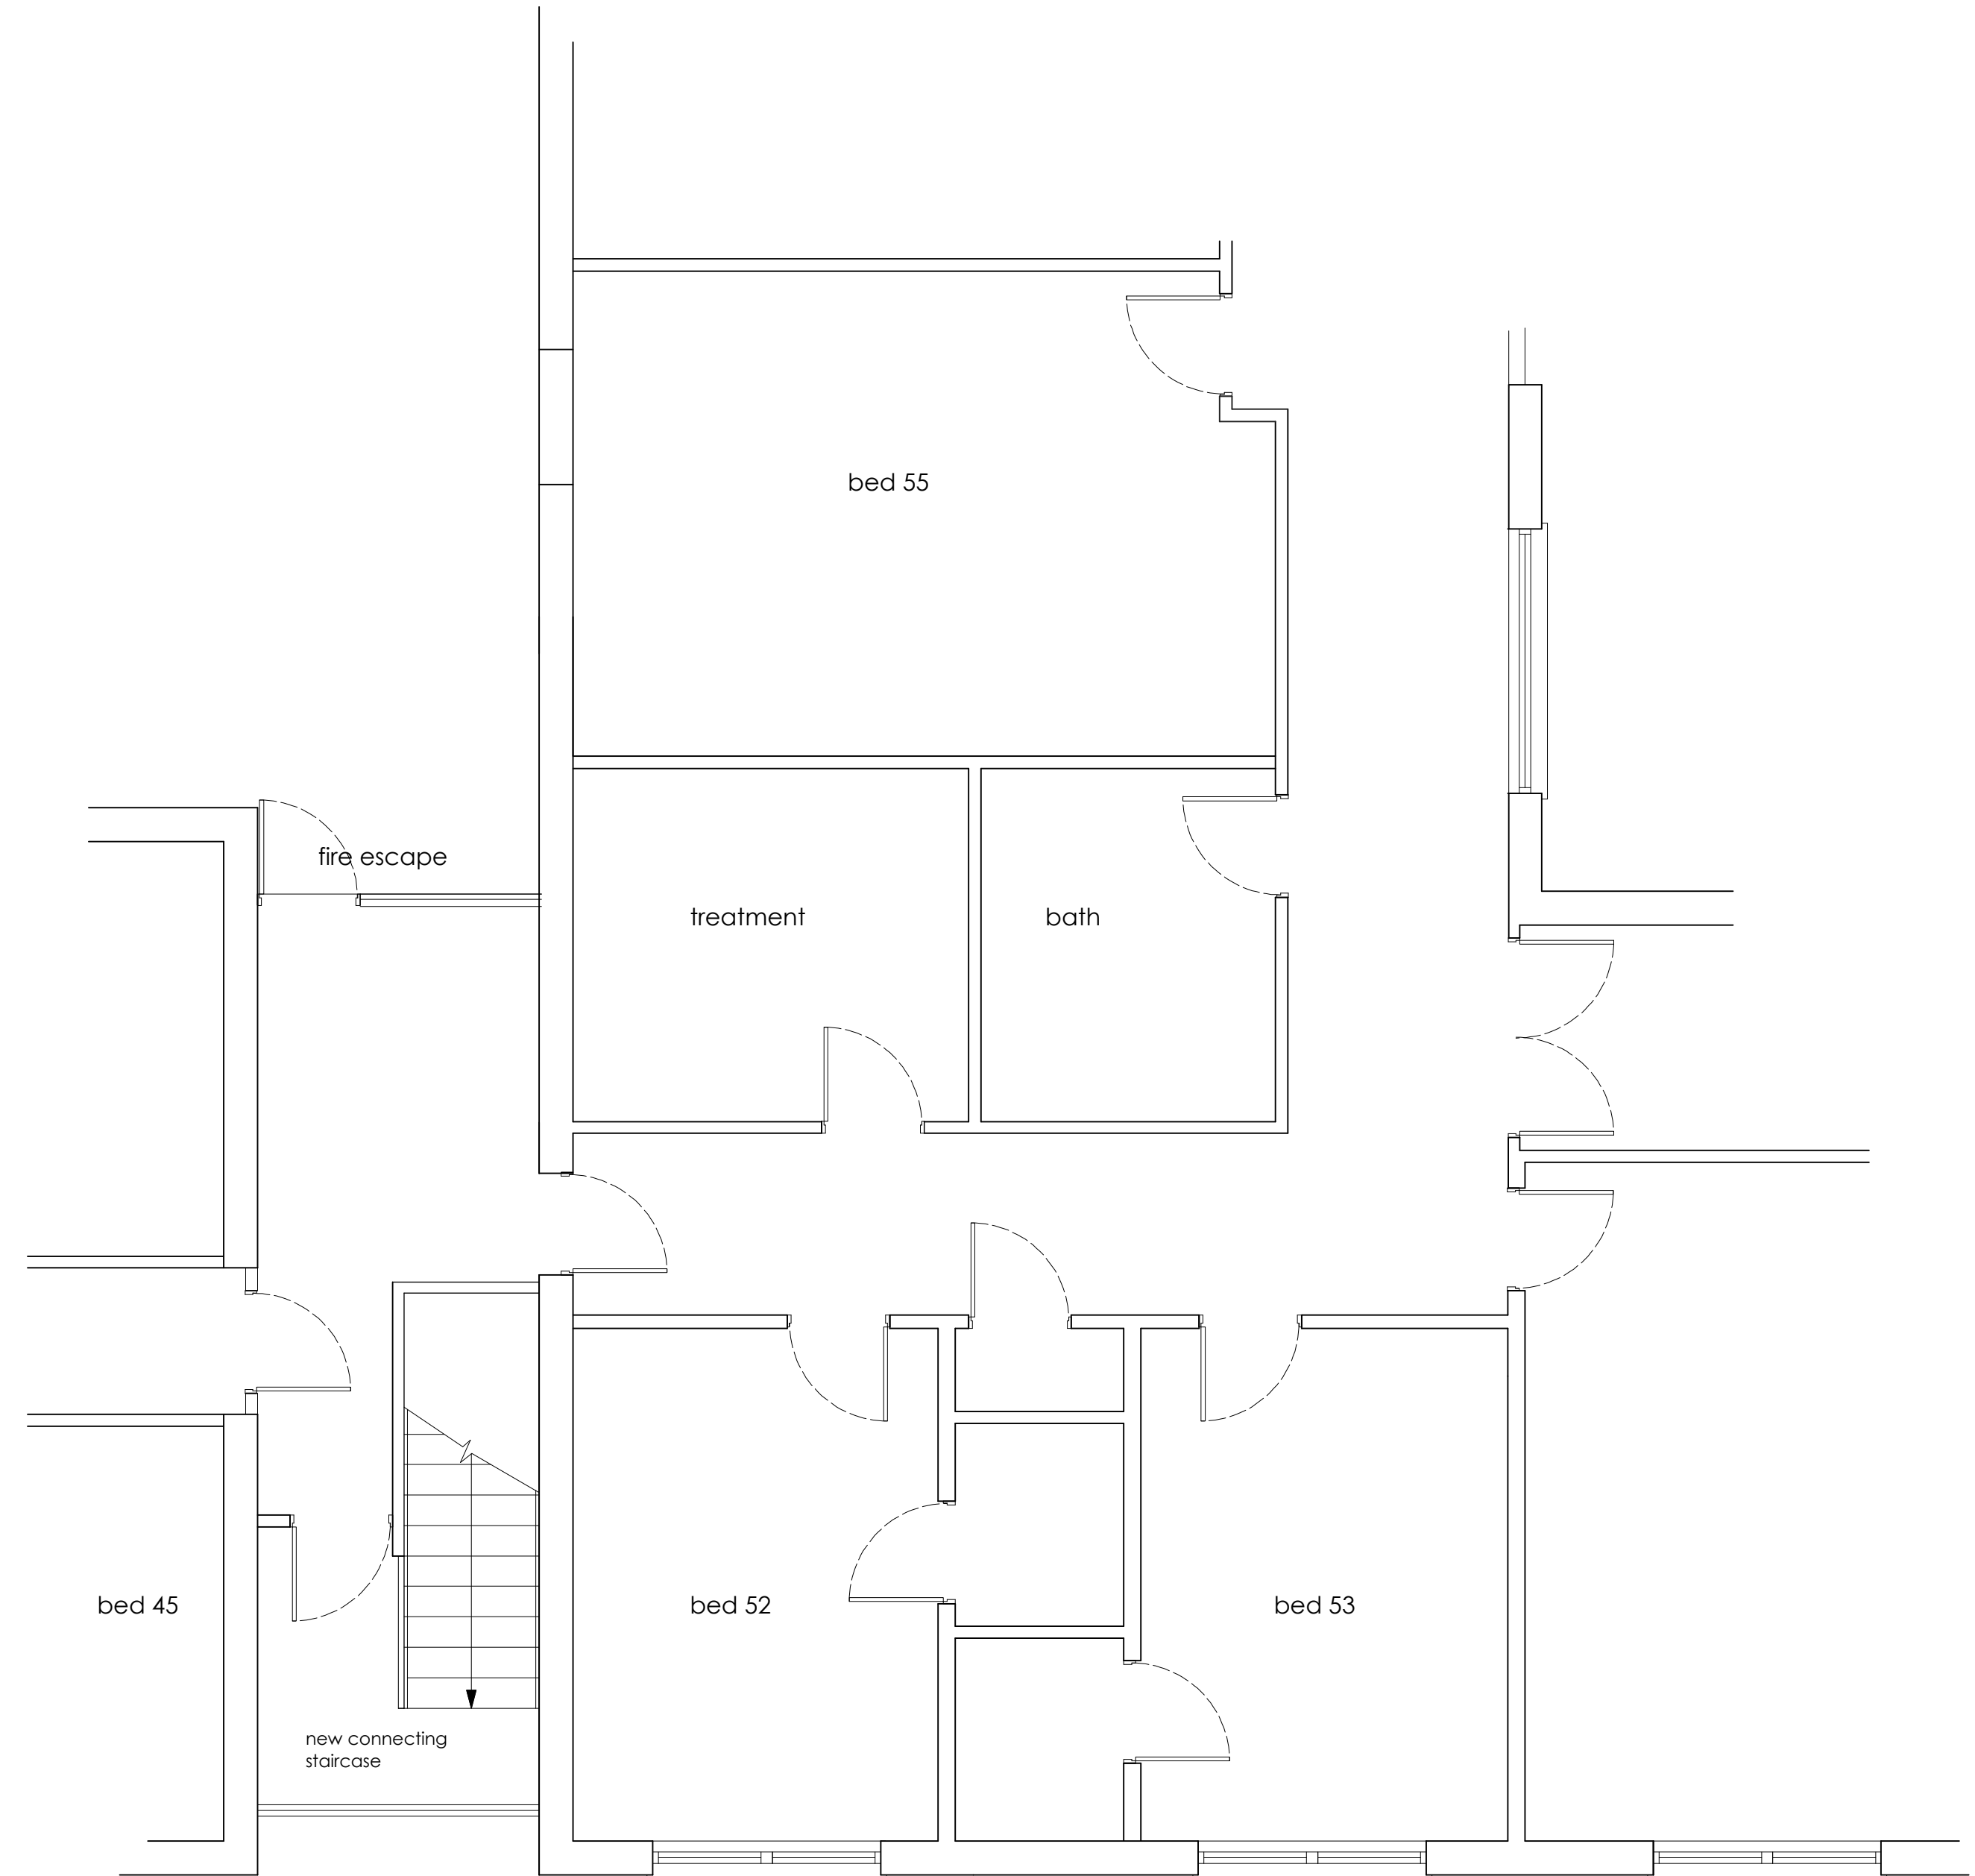 bed 55
fire escape
treatment
bath
bed 45
bed 52
bed 53
new connecting
staircase